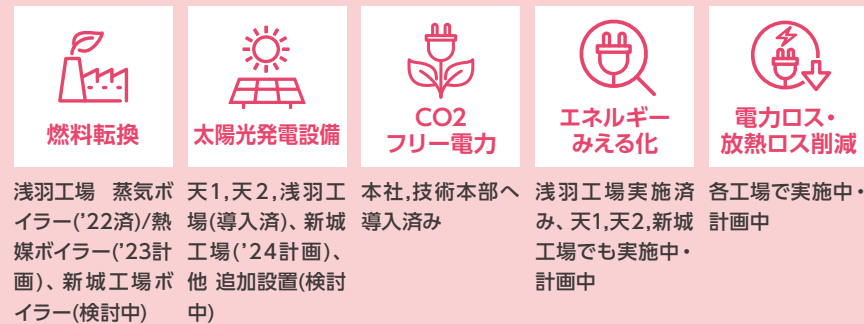 燃料転換
浅羽工場 蒸気ボ
イラー('22済)/熱
媒ボイラー('23計
画)、新城工場ボ
イラー(検討中)
太陽光発電設備
天1,天2,浅羽工
場(導入済)、新城
工場('24計画)、
他 追加設置(検討
中)
CO2
フリー電力
本社,技術本部へ
導入済み
エネルギー
みえる化
浅羽工場実施済
み、天1,天2,新城
工場でも実施中・
計画中
電力ロス・
放熱ロス削減
各工場で実施中・
計画中